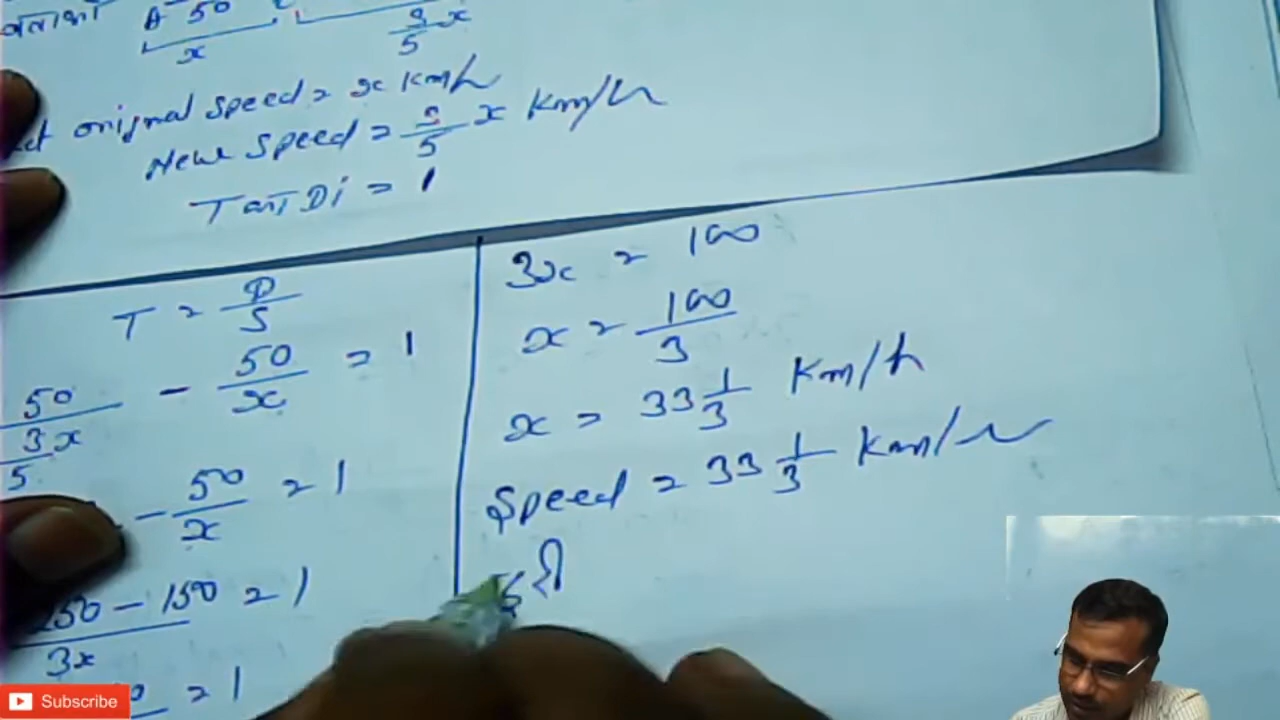 A 50
x
3/5 x
original speed = x Km/h
New speed = 3/5 x Km/h
T का Di = 1
T = D/S
50/(3x/5) - 50/x = 1
- 50/x = 1
250 - 150/3x = 1
= 1
3x = 100
x = 100/3
x = 33 1/3 Km/h
Speed = 33 1/3 Km/h
दूरी
Subscribe